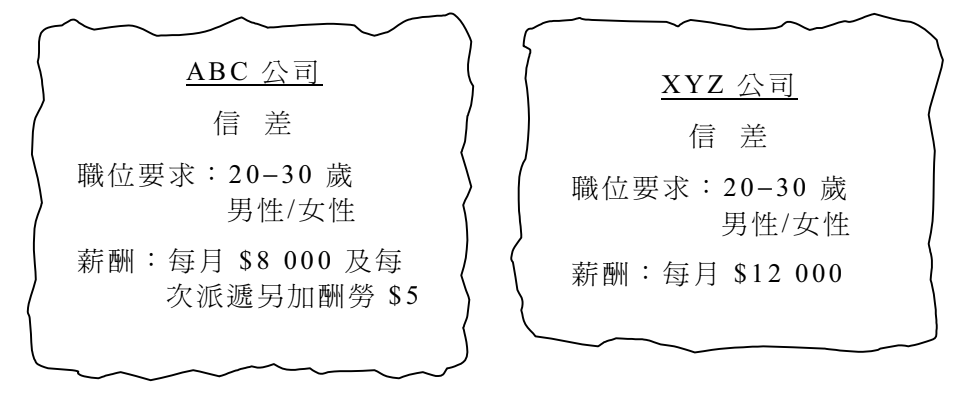 ABC 公司
信 差
職位要求：20–30 歲
男性/女性
薪酬：每月 $8 000 及每
次派遞另加酬勞 $5
XYZ 公司
信 差
職位要求：20–30 歲
男性/女性
薪酬：每月 $12 000